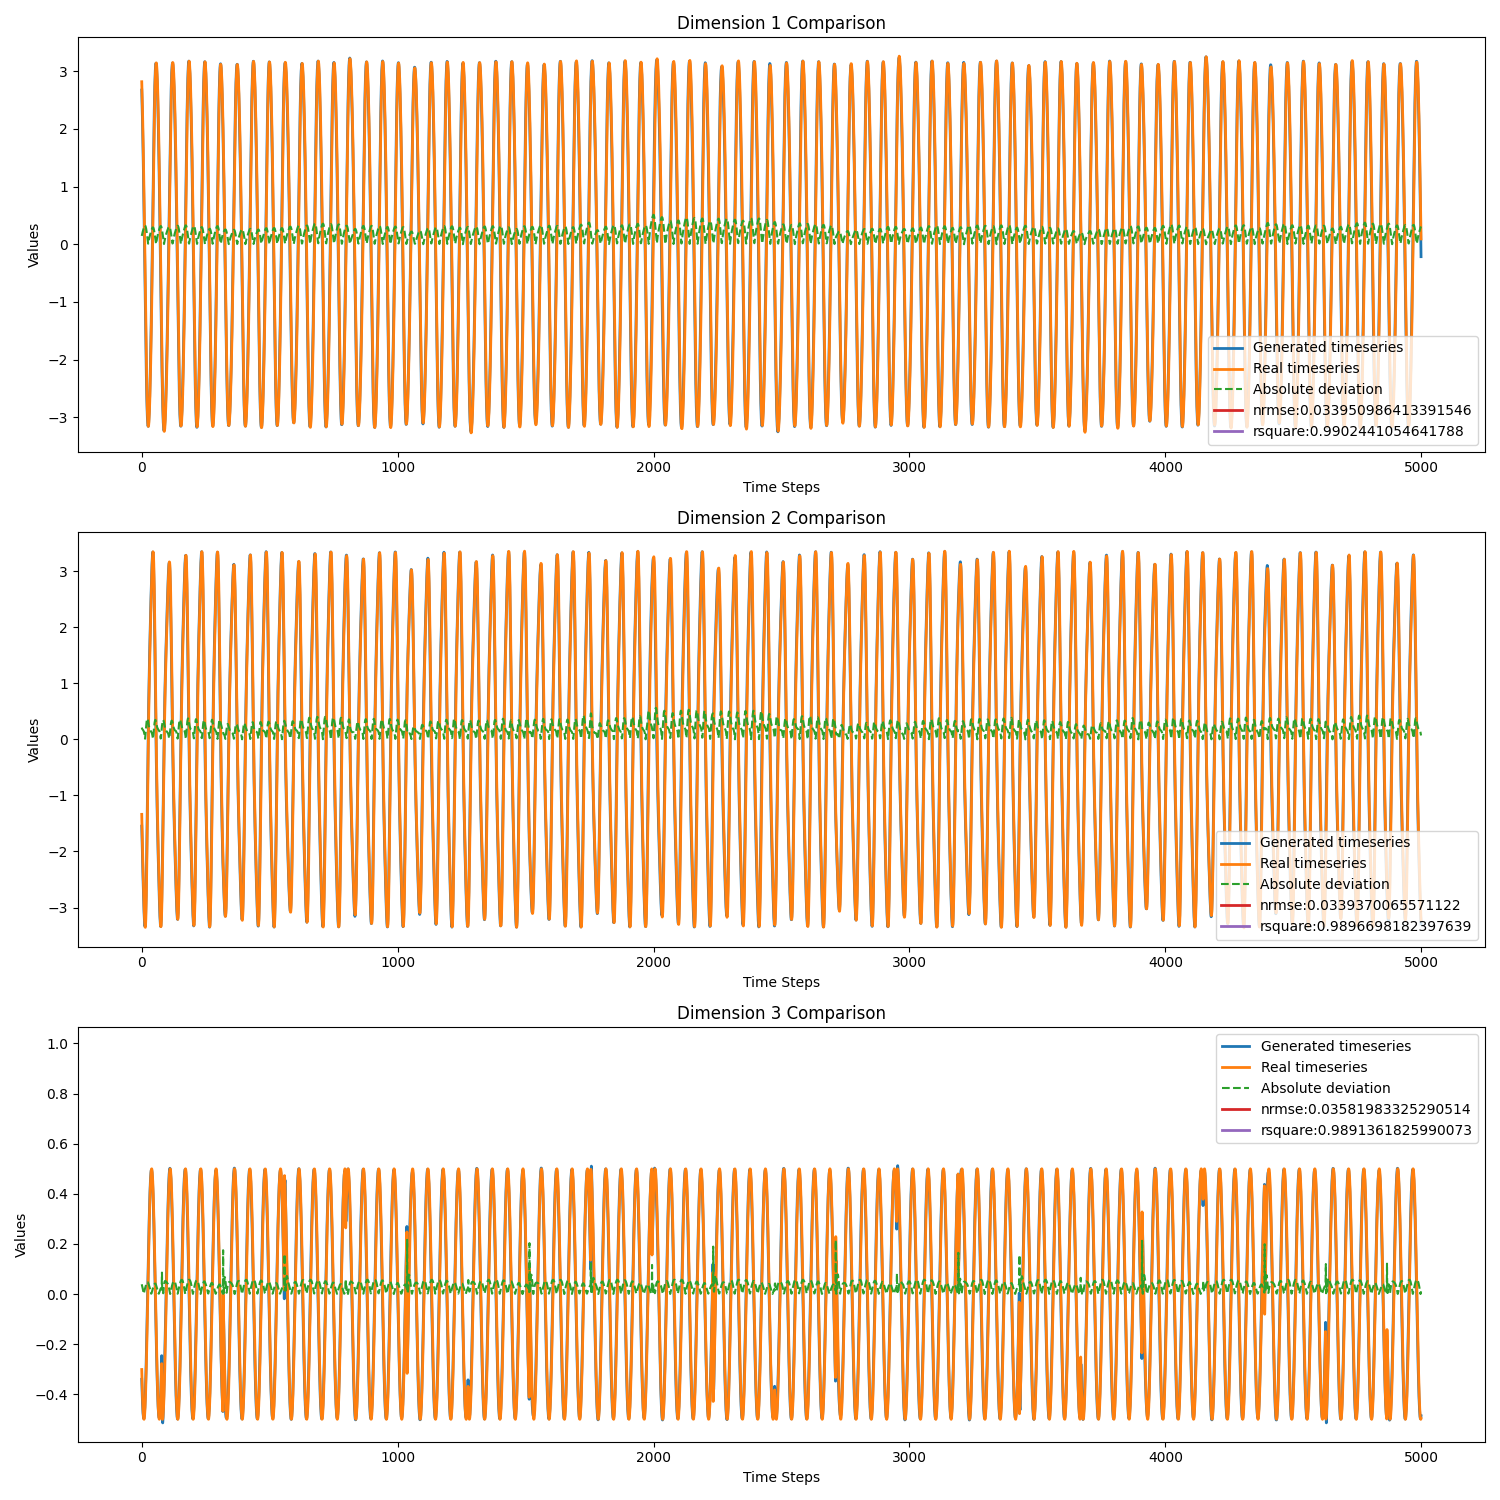 Dimension 1 Comparison
3
2
1
0
−1
−2
−3
Values
Generated timeseries
Real timeseries
Absolute deviation
nrmse:0.033950986413391546
rsquare:0.9902441054641788
0 1000 2000 3000 4000 5000
Time Steps
Dimension 2 Comparison
3
2
1
0
−1
−2
−3
Values
Generated timeseries
Real timeseries
Absolute deviation
nrmse:0.0339370065571122
rsquare:0.9896698182397639
0 1000 2000 3000 4000 5000
Time Steps
Dimension 3 Comparison
1.0
0.8
0.6
0.4
0.2
0.0
−0.2
−0.4
Values
Generated timeseries
Real timeseries
Absolute deviation
nrmse:0.03581983325290514
rsquare:0.9891361825990073
0 1000 2000 3000 4000 5000
Time Steps